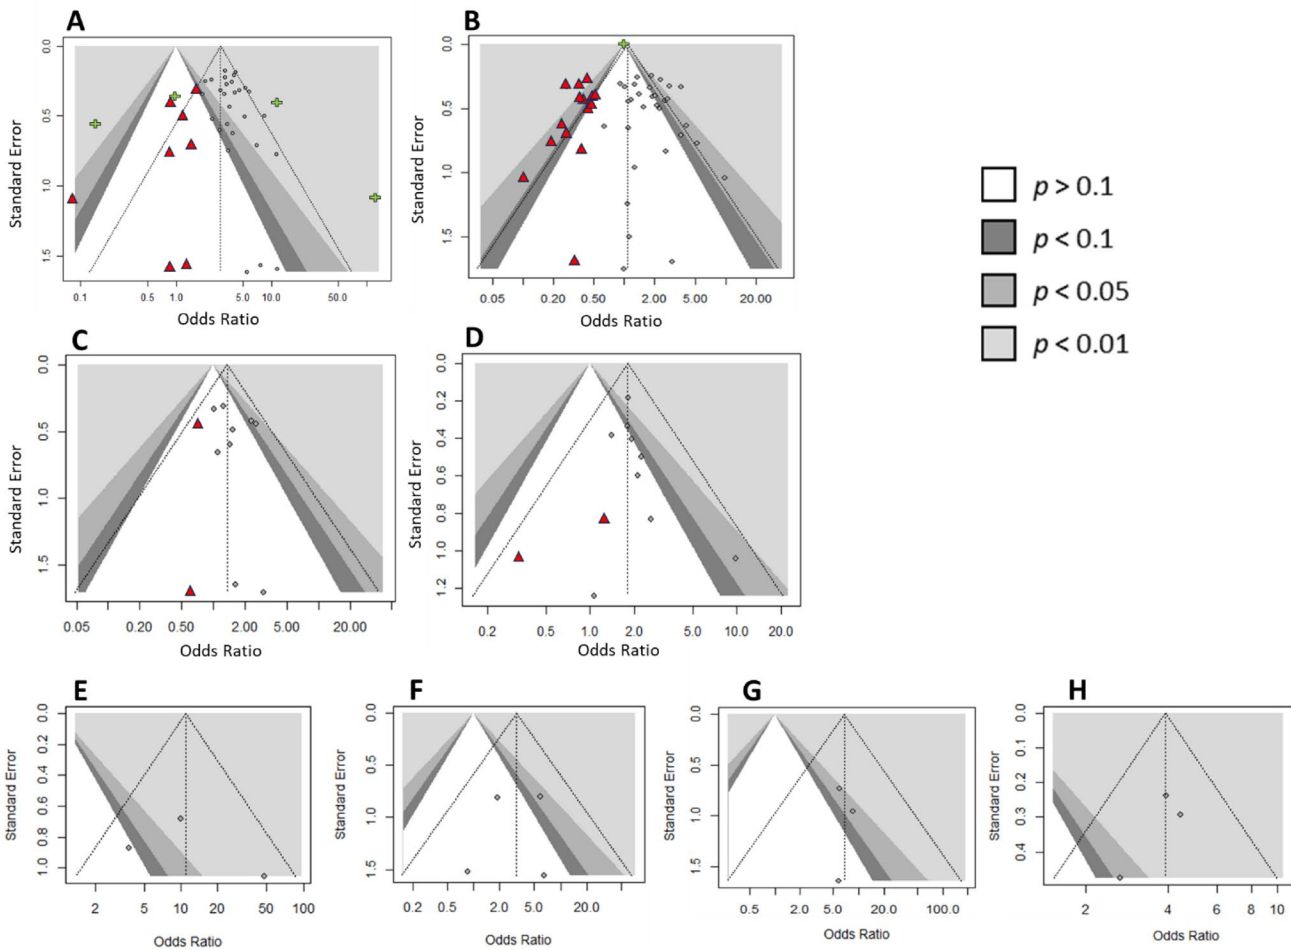 A
0.0
0.5
1.0
1.5
Standard Error
0.1 0.5 1.0 5.0 10.0 50.0
Odds Ratio
B
0.0
0.5
1.0
1.5
Standard Error
0.05 0.20 0.50 2.00 5.00 20.00
Odds Ratio
p > 0.1
p < 0.1
p < 0.05
p < 0.01
C
0.0
0.5
1.0
1.5
Standard Error
0.05 0.20 0.50 2.00 5.00 20.00
Odds Ratio
D
0.0
0.2
0.4
0.6
0.8
1.0
1.2
Standard Error
0.2 0.5 1.0 2.0 5.0 10.0 20.0
Odds Ratio
E
0.0
0.2
0.4
0.6
0.8
1.0
Standard Error
2 5 10 20 50 100
Odds Ratio
F
0.0
0.5
1.0
1.5
Standard Error
0.2 0.5 2.0 5.0 20.0
Odds Ratio
G
0.0
0.5
1.0
1.5
Standard Error
0.5 2.0 5.0 20.0 100.0
Odds Ratio
H
0.0
0.1
0.2
0.3
0.4
Standard Error
2 4 6 8 10
Odds Ratio